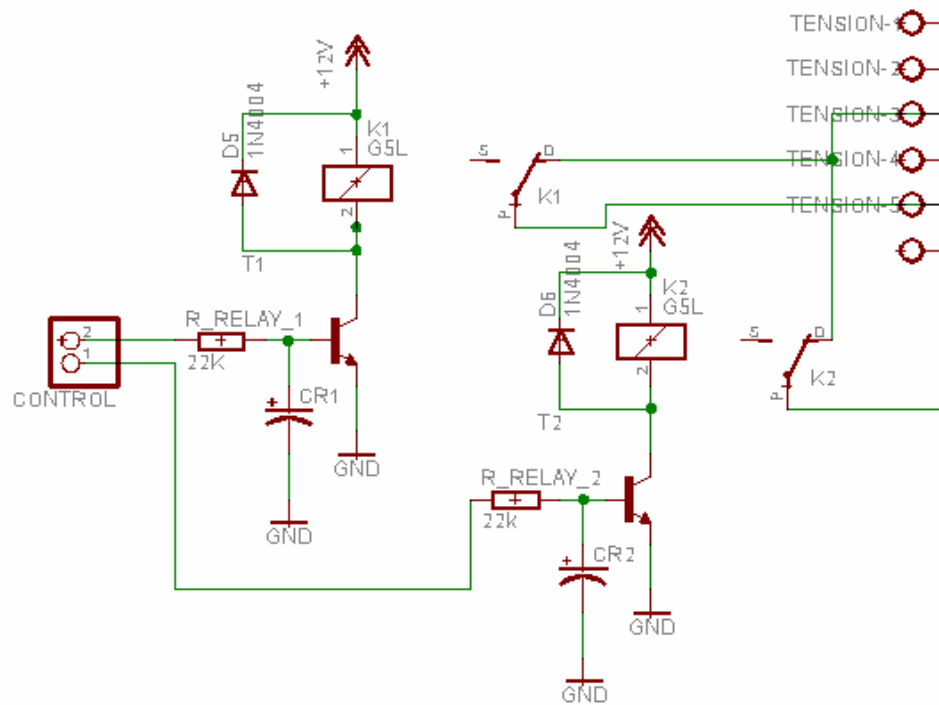 TENSION-1
TENSION-2
TENSION-3
TENSION-4
TENSION-5
+12V
D5
1N4004
K1
G5L
1
2
T1
S
O
P
K1
+12V
D6
1N4004
K2
G5L
1
2
T2
S
O
P
K2
2
1
CONTROL
R_RELAY_1
22K
+
CR1
GND
GND
R_RELAY_2
22k
+
CR2
GND
GND